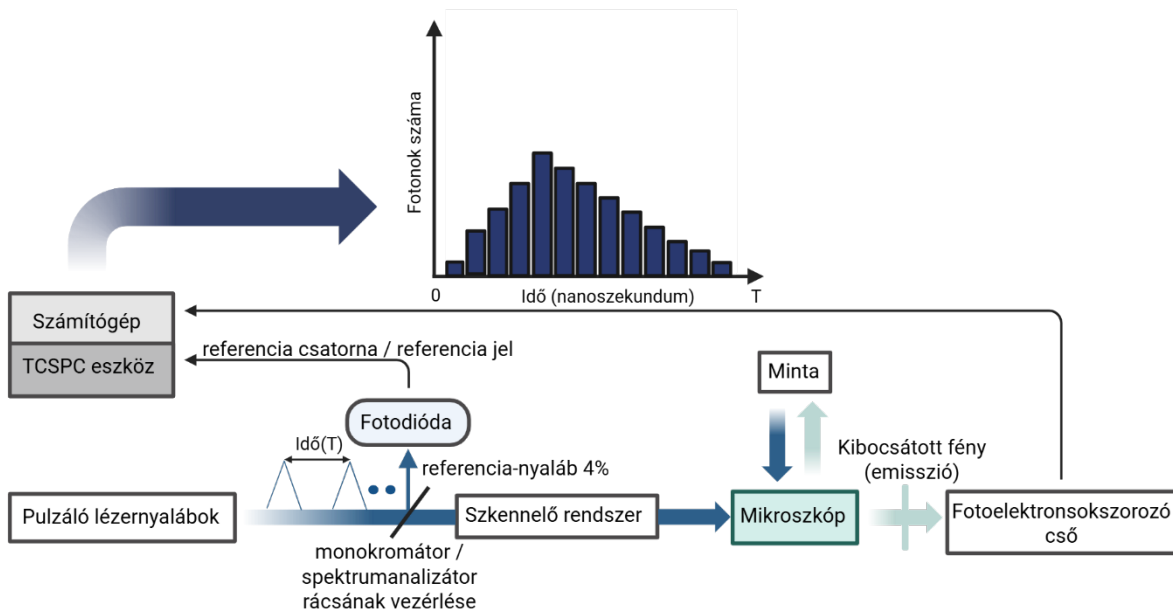 Fotonok száma
0
Idő (nanoszekundum)
T
Számítógép
TCSPC eszköz
referencia csatorna / referencia jel
Minta
Fotodióda
Idő(T)
referencia-nyaláb 4%
Kibocsátott fény
(emisszió)
Pulzáló lézernyalábok
Szkennelő rendszer
Mikroszkóp
Fotoelektronsokszorozó
cső
monokromátor /
spektrumanalizátor
rácsának vezérlése